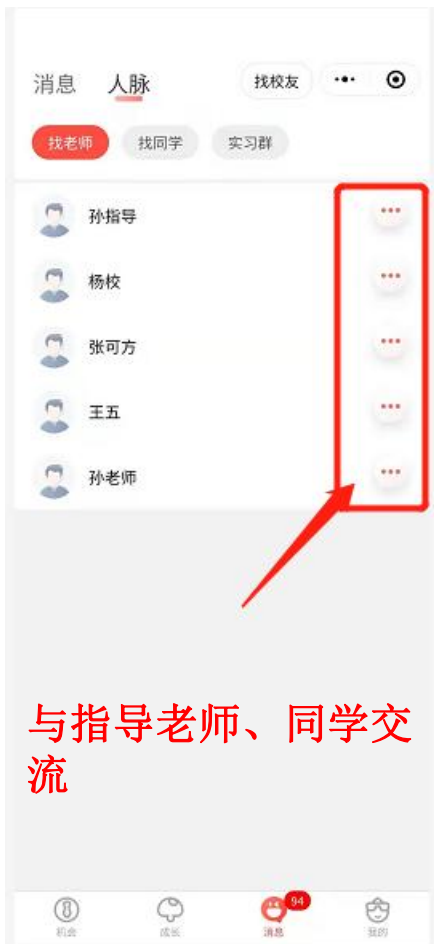 消息 人脉 找校友
找老师 找同学 实习群
孙指导
杨校
张可方
王五
孙老师
与指导老师、同学交
流
94
机会 成长 消息 我的